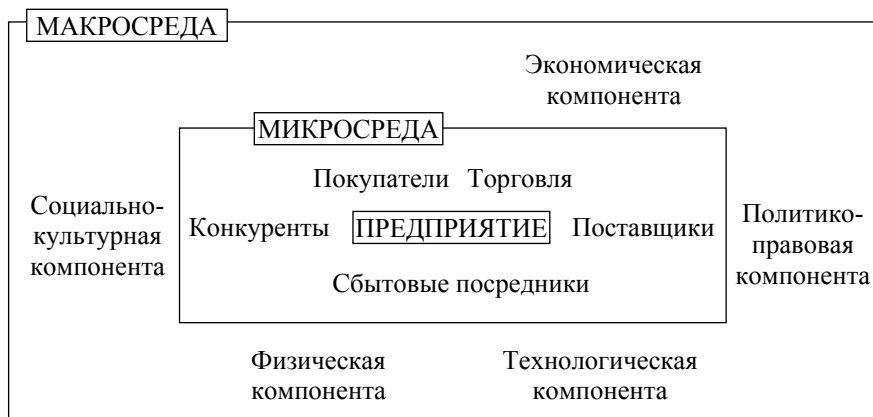 МАКРОСРЕДА
Экономическая
компонента
МИКРОСРЕДА
Покупатели Торговля
Социально-
культурная
компонента
Конкуренты ПРЕДПРИЯТИЕ Поставщики
Политико-
правовая
компонента
Сбытовые посредники
Физическая
компонента
Технологическая
компонента